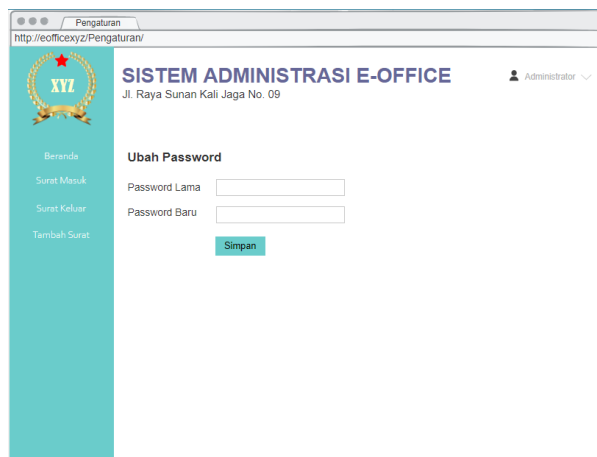 Pengaturan
http://eofficexyz/Pengaturan/
XYZ
SISTEM ADMINISTRASI E-OFFICE
Jl. Raya Sunan Kali Jaga No. 09
Administrator
Beranda
Surat Masuk
Surat Keluar
Tambah Surat
Ubah Password
Password Lama
Password Baru
Simpan